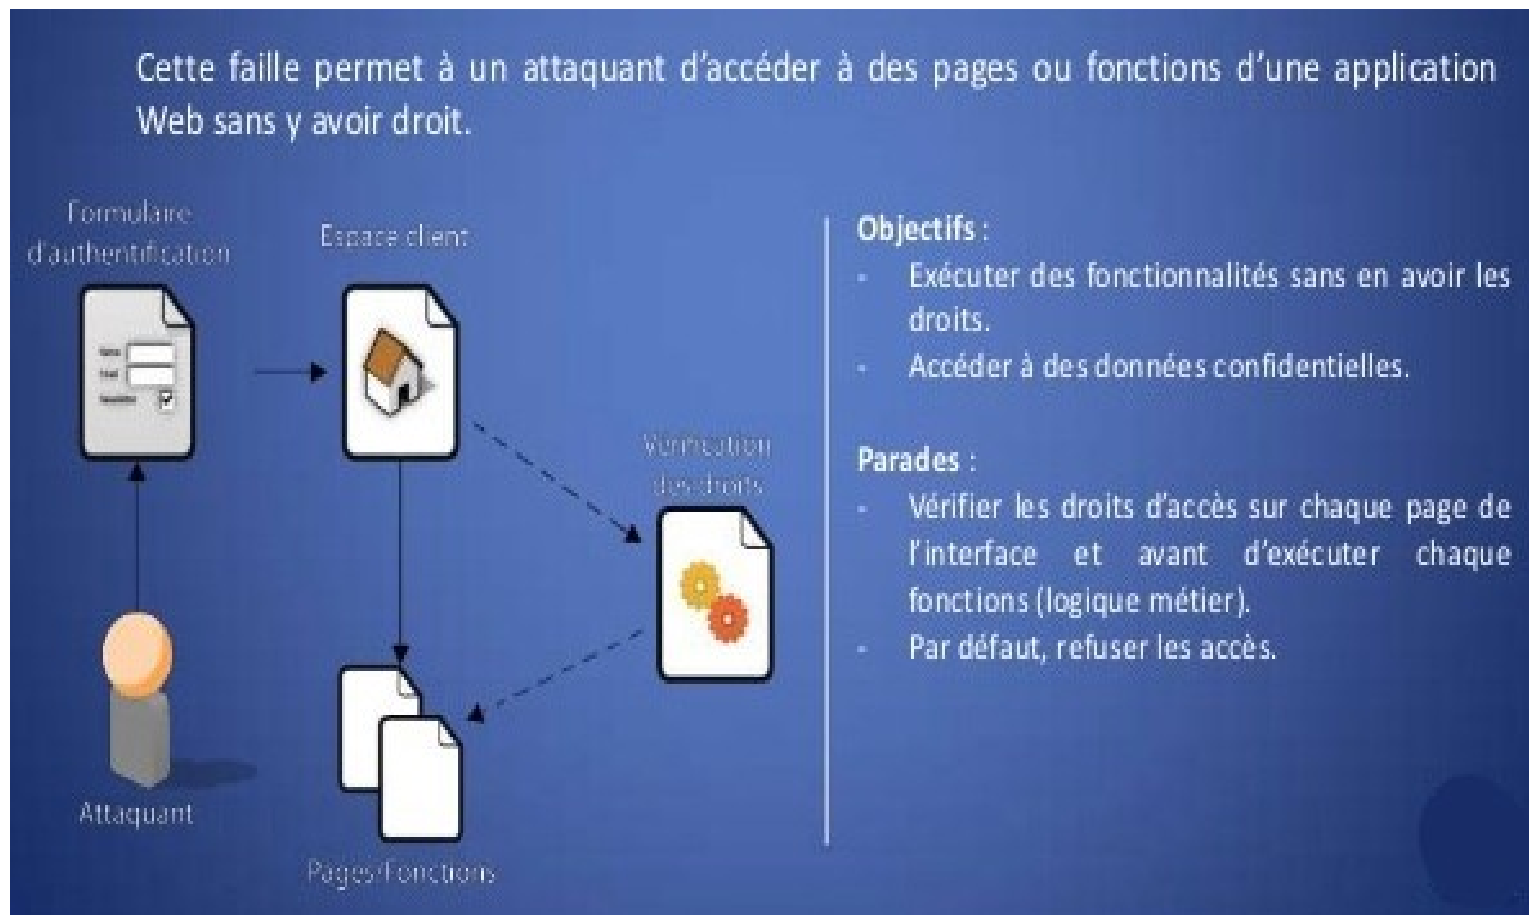 Cette faille permet à un attaquant d'accéder à des pages ou fonctions d'une application
Web sans y avoir droit.
Formulaire
d'authentification
Espace client
Vérification
des droits
Attaquant
Pages/Fonctions
Objectifs :
- Exécuter des fonctionnalités sans en avoir les
droits.
- Accéder à des données confidentielles.
Parades :
- Vérifier les droits d'accès sur chaque page de
l'interface et avant d'exécuter chaque
fonctions (logique métier).
- Par défaut, refuser les accès.